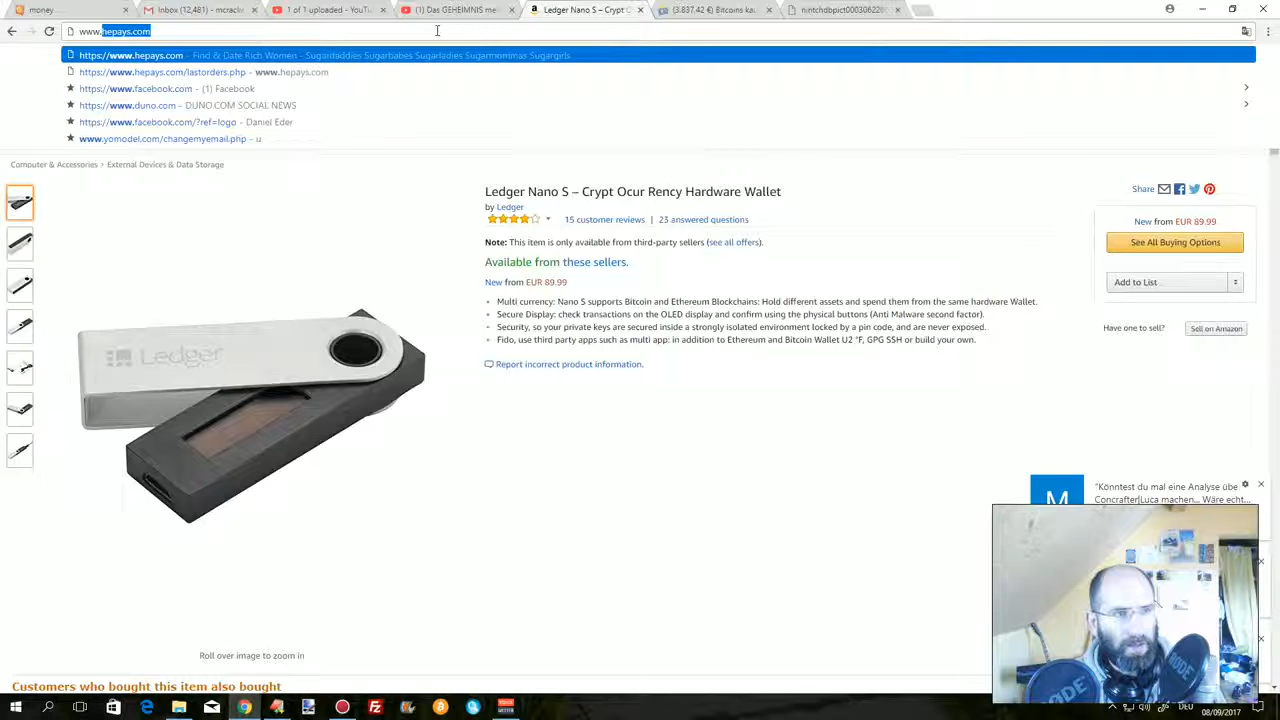 money
Inbox (12,481) - mcrackw
1 of 1 uploaded - YouTu
(1) Das GEHEIMNIS me
Ledger Nano S – Crypt O
(3.837,42 €) Bitcoins ka
nintchdbpict0003062280
www.hepays.com
https://www.hepays.com - Find & Date Rich Women - Sugardaddies Sugarbabes Sugarladies Sugarmommas Sugargirls
https://www.hepays.com/lastorders.php - www.hepays.com
https://www.facebook.com - (1) Facebook
https://www.duno.com - DUNO.COM SOCIAL NEWS
https://www.facebook.com/?ref=logo - Daniel Eder
www.yomodel.com/changemyemail.php - u
Computer & Accessories > External Devices & Data Storage
Ledger Nano S – Crypt Ocur Rency Hardware Wallet
by Ledger
15 customer reviews | 23 answered questions
Note: This item is only available from third-party sellers (see all offers).
Available from these sellers.
New from EUR 89.99
Multi currency: Nano S supports Bitcoin and Ethereum Blockchains: Hold different assets and spend them from the same hardware Wallet.
Secure Display: check transactions on the OLED display and confirm using the physical buttons (Anti Malware second factor).
Security, so your private keys are secured inside a strongly isolated environment locked by a pin code, and are never exposed.
Fido, use third party apps such as multi app: in addition to Ethereum and Bitcoin Wallet U2 °F, GPG SSH or build your own.
Report incorrect product information.
Share
New from EUR 89.99
See All Buying Options
Add to List
Have one to sell?
Sell on Amazon
Ledger
Roll over image to zoom in
Customers who bought this item also bought
M
"Könntest du mal eine Analyse übe
Concrafter|Luca machen... Wäre echt...
RODE
DEU
08/09/2017